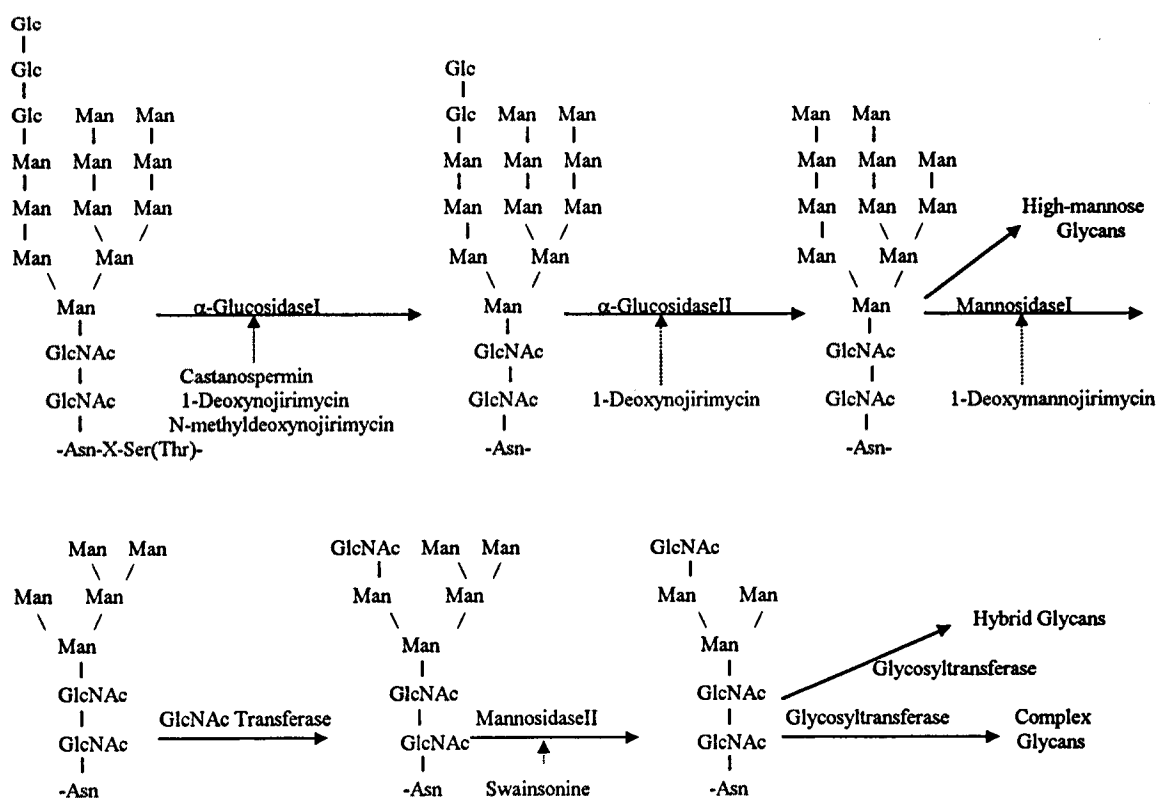 Glc
Glc
Glc
Glc Man Man
Glc Man Man
Man Man
Man Man Man
Man Man Man
Man Man Man
Man Man Man
Man Man Man
Man Man Man
High-mannose
Glycans
Man Man
Man Man
Man Man
Man
Man
Man
α-GlucosidaseI
α-GlucosidaseII
MannosidaseI
GlcNAc
GlcNAc
GlcNAc
Castanospermin
1-Deoxynojirimycin
N-methyldeoxynojirimycin
1-Deoxynojirimycin
1-Deoxymannojirimycin
GlcNAc
GlcNAc
GlcNAc
-Asn-X-Ser(Thr)-
-Asn-
-Asn-
Man Man
GlcNAc Man Man
GlcNAc
Man Man
Man Man
Man Man
Hybrid Glycans
Man
Man
Man
Glycosyltransferase
GlcNAc
GlcNAc
GlcNAc
GlcNAc Transferase
MannosidaseII
Glycosyltransferase
Complex
Glycans
GlcNAc
GlcNAc
GlcNAc
Swainsonine
-Asn
-Asn
-Asn